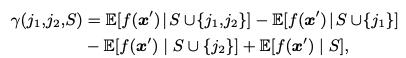 γ(j₁,j₂,S) = 𝔼[f(𝒙′) | S ∪{j₁,j₂}] − 𝔼[f(𝒙′) | S ∪{j₁}]
− 𝔼[f(𝒙′) ∣ S ∪ {j₂}] + 𝔼[f(𝒙′) ∣ S],